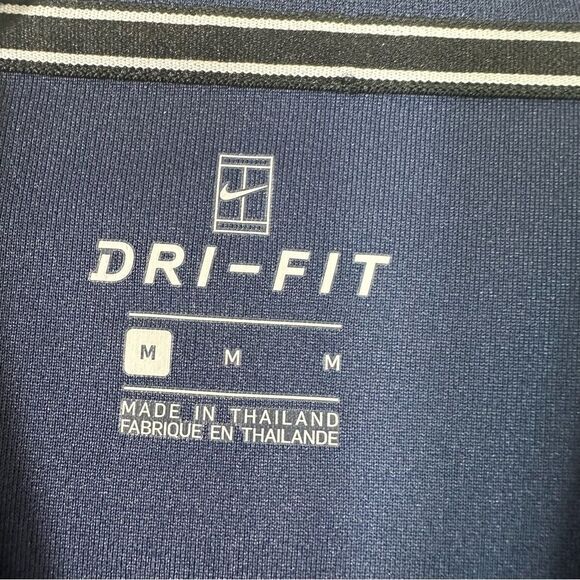 DRI-FIT
M M M
MADE IN THAILAND
FABRIQUE EN THAILANDE